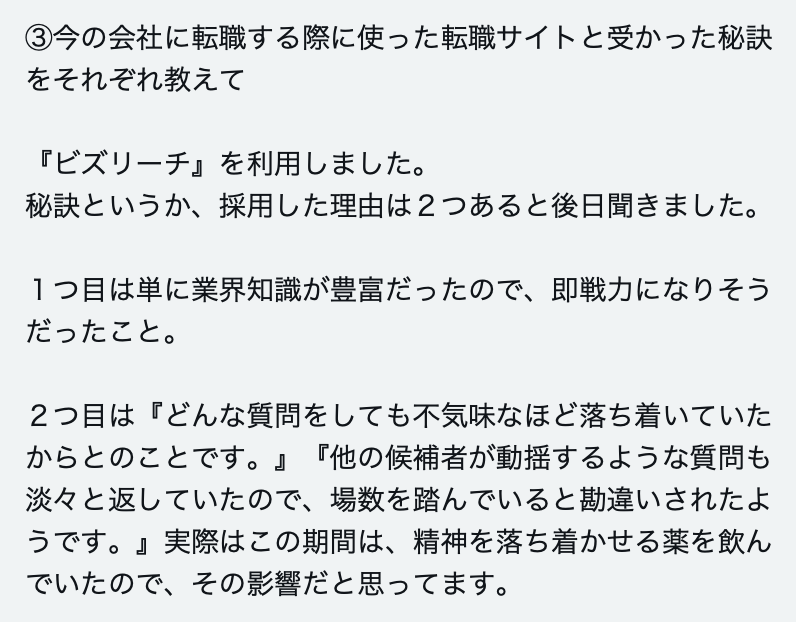 ③今の会社に転職する際に使った転職サイトと受かった秘訣
をそれぞれ教えて
『ビズリーチ』を利用しました。
秘訣というか、採用した理由は２つあると後日聞きました。
１つ目は単に業界知識が豊富だったので、即戦力になりそう
だったこと。
２つ目は『どんな質問をしても不気味なほど落ち着いていた
からとのことです。』『他の候補者が動揺するような質問も
淡々と返していたので、場数を踏んでいると勘違いされたよ
うです。』実際はこの期間は、精神を落ち着かせる薬を飲ん
でいたので、その影響だと思ってます。